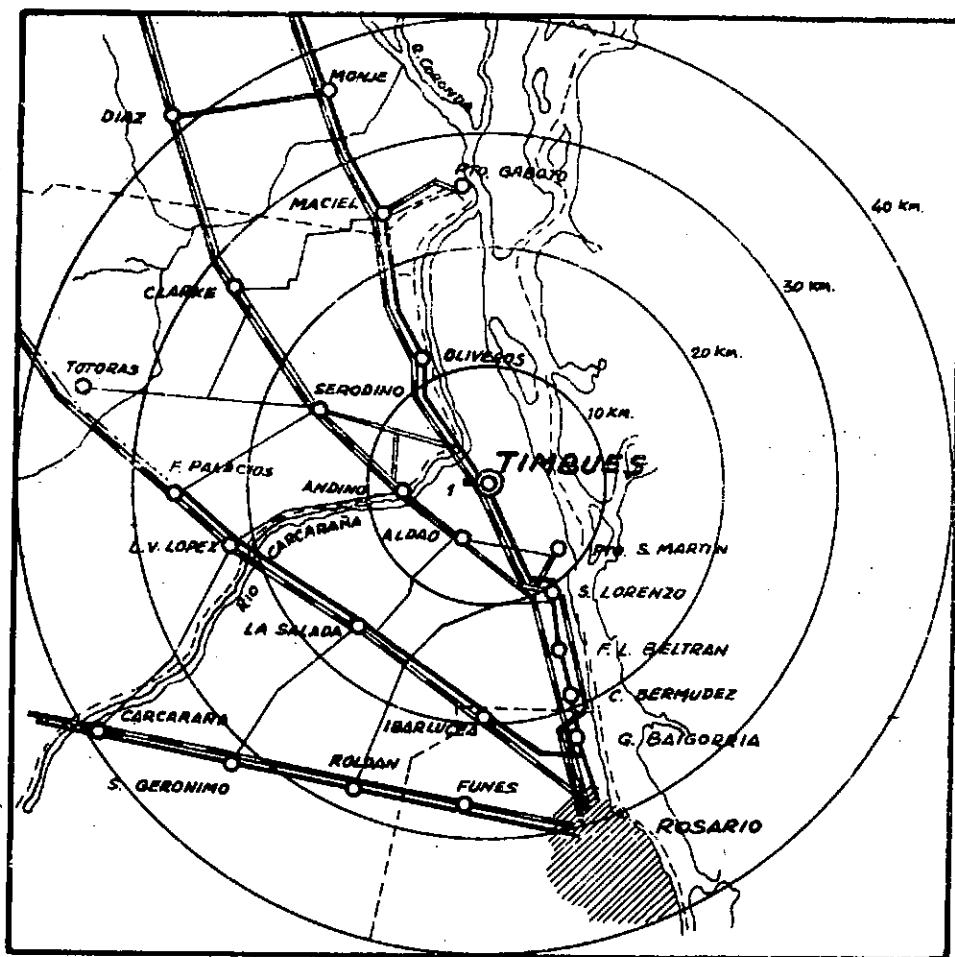 R. CORONDA
MONJE
DIAZ
PTO. GABOTO
MACIEL
40 KM.
CLARKE
30 KM.
OLIVEROS
20 KM.
TOTORAS
SERODINO
10 KM.
TIMBUES
1
F. PALACIOS
ANDINO
ALDAO
PTO. S. MARTIN
L.V. LOPEZ
RIO CARCARAÑA
S. LORENZO
LA SALADA
F. L. BELTRAN
C. BERMUDEZ
IBARLUCEA
G. BAIGORRIA
CARCARAÑA
ROLDAN
S. GERONIMO
FUNES
ROSARIO